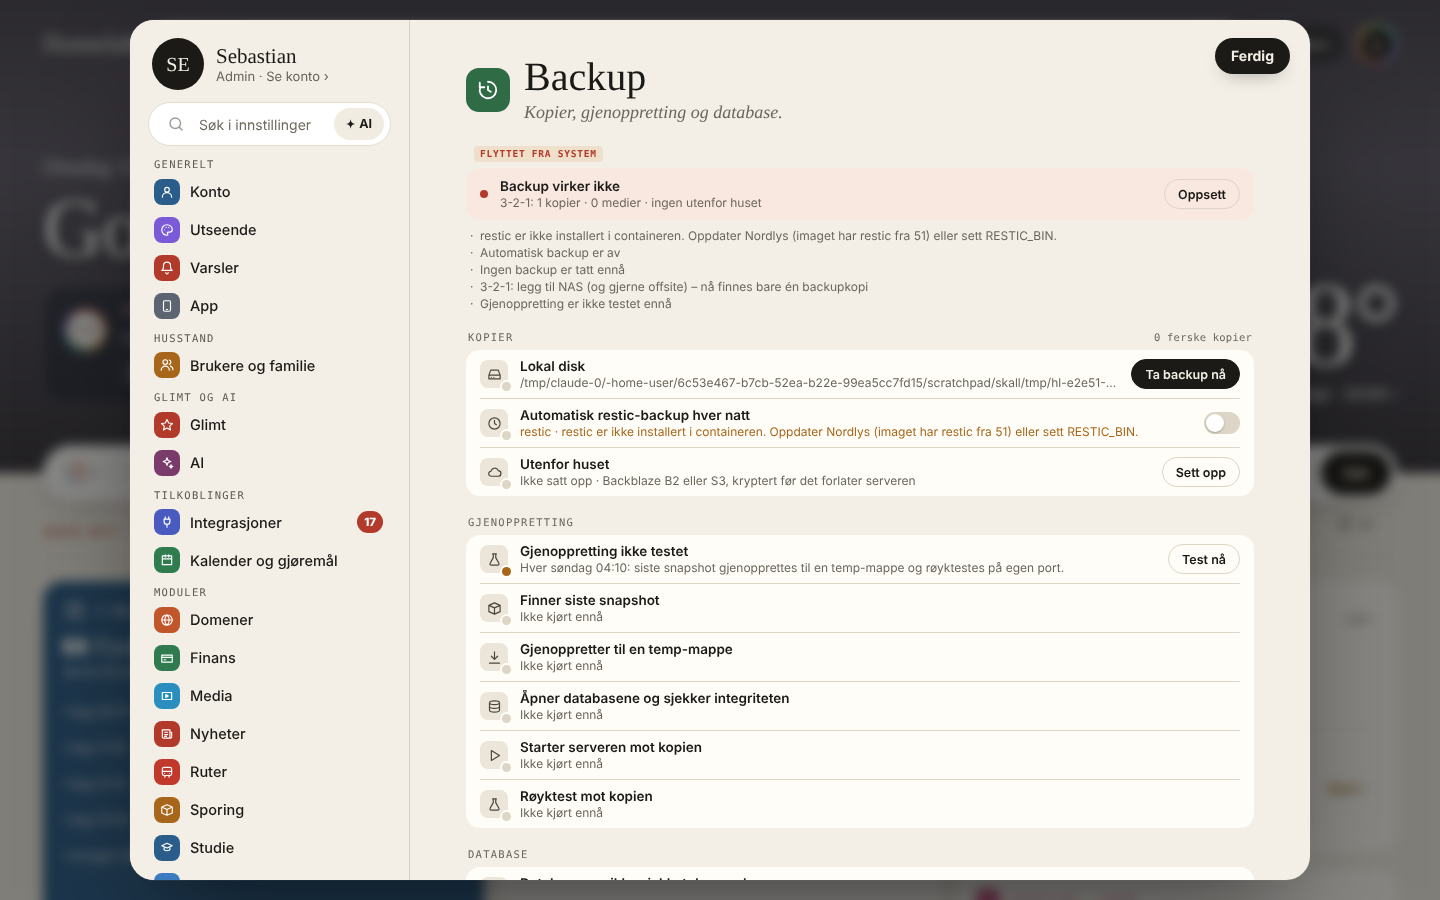 SE
Sebastian
Admin · Se konto ›
Søk i innstillinger
✦ AI
GENERELT
Konto
Utseende
Varsler
App
HUSSTAND
Brukere og familie
GLIMT OG AI
Glimt
AI
TILKOBLINGER
Integrasjoner
17
Kalender og gjøremål
MODULER
Domener
Finans
Media
Nyheter
Ruter
Sporing
Studie
Ferdig
Backup
Kopier, gjenoppretting og database.
FLYTTET FRA SYSTEM
Backup virker ikke
3-2-1: 1 kopier · 0 medier · ingen utenfor huset
Oppsett
· restic er ikke installert i containeren. Oppdater Nordlys (imaget har restic fra 51) eller sett RESTIC_BIN.
· Automatisk backup er av
· Ingen backup er tatt ennå
· 3-2-1: legg til NAS (og gjerne offsite) – nå finnes bare én backupkopi
· Gjenoppretting er ikke testet ennå
KOPIER
0 ferske kopier
Lokal disk
/tmp/claude-0/-home-user/6c53e467-b7cb-52ea-b22e-99ea5cc7fd15/scratchpad/skall/tmp/hl-e2e51-...
Ta backup nå
Automatisk restic-backup hver natt
restic · restic er ikke installert i containeren. Oppdater Nordlys (imaget har restic fra 51) eller sett RESTIC_BIN.
Utenfor huset
Ikke satt opp · Backblaze B2 eller S3, kryptert før det forlater serveren
Sett opp
GJENOPPRETTING
Gjenoppretting ikke testet
Hver søndag 04:10: siste snapshot gjenopprettes til en temp-mappe og røyktestes på egen port.
Test nå
Finner siste snapshot
Ikke kjørt ennå
Gjenoppretter til en temp-mappe
Ikke kjørt ennå
Åpner databasene og sjekker integriteten
Ikke kjørt ennå
Starter serveren mot kopien
Ikke kjørt ennå
Røyktest mot kopien
Ikke kjørt ennå
DATABASE
8°